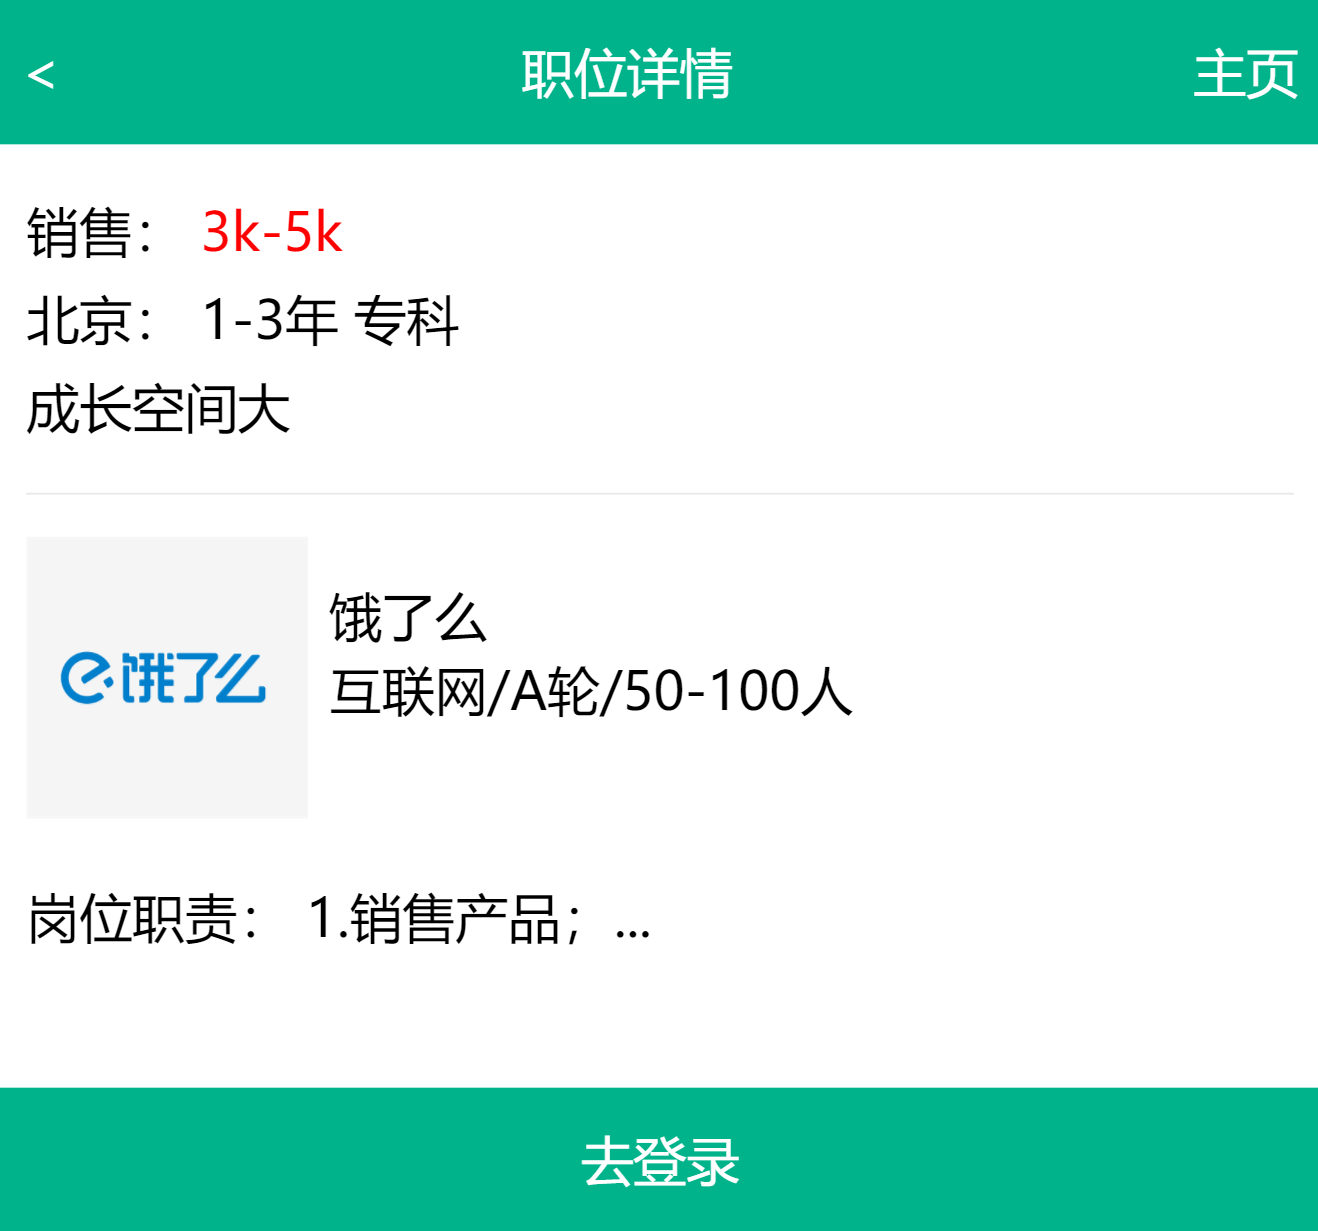 < 职位详情 主页
销售： 3k-5k
北京： 1-3年 专科
成长空间大
饿了么
饿了么
互联网/A轮/50-100人
岗位职责： 1.销售产品；...
去登录